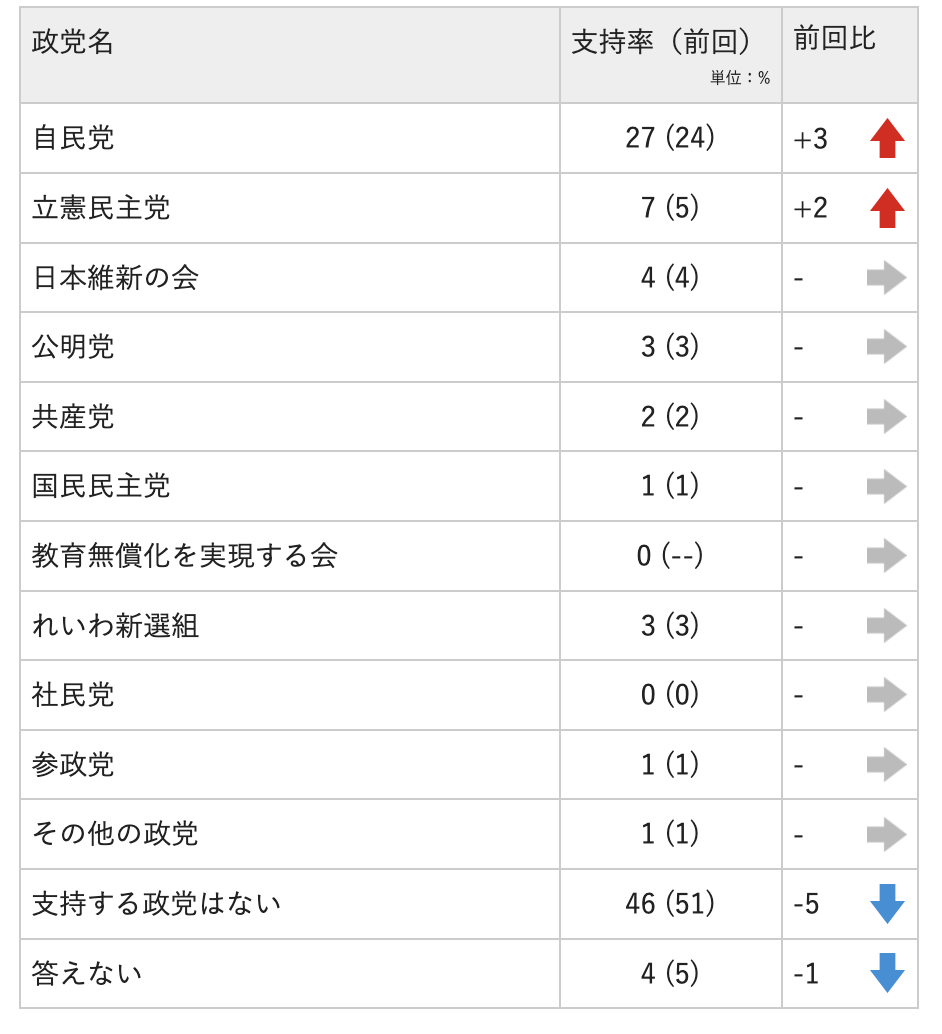 政党名 支持率（前回） 前回比
単位：%
自民党 27 (24) +3
立憲民主党 7 (5) +2
日本維新の会 4 (4) -
公明党 3 (3) -
共産党 2 (2) -
国民民主党 1 (1) -
教育無償化を実現する会 0 (--) -
れいわ新選組 3 (3) -
社民党 0 (0) -
参政党 1 (1) -
その他の政党 1 (1) -
支持する政党はない 46 (51) -5
答えない 4 (5) -1